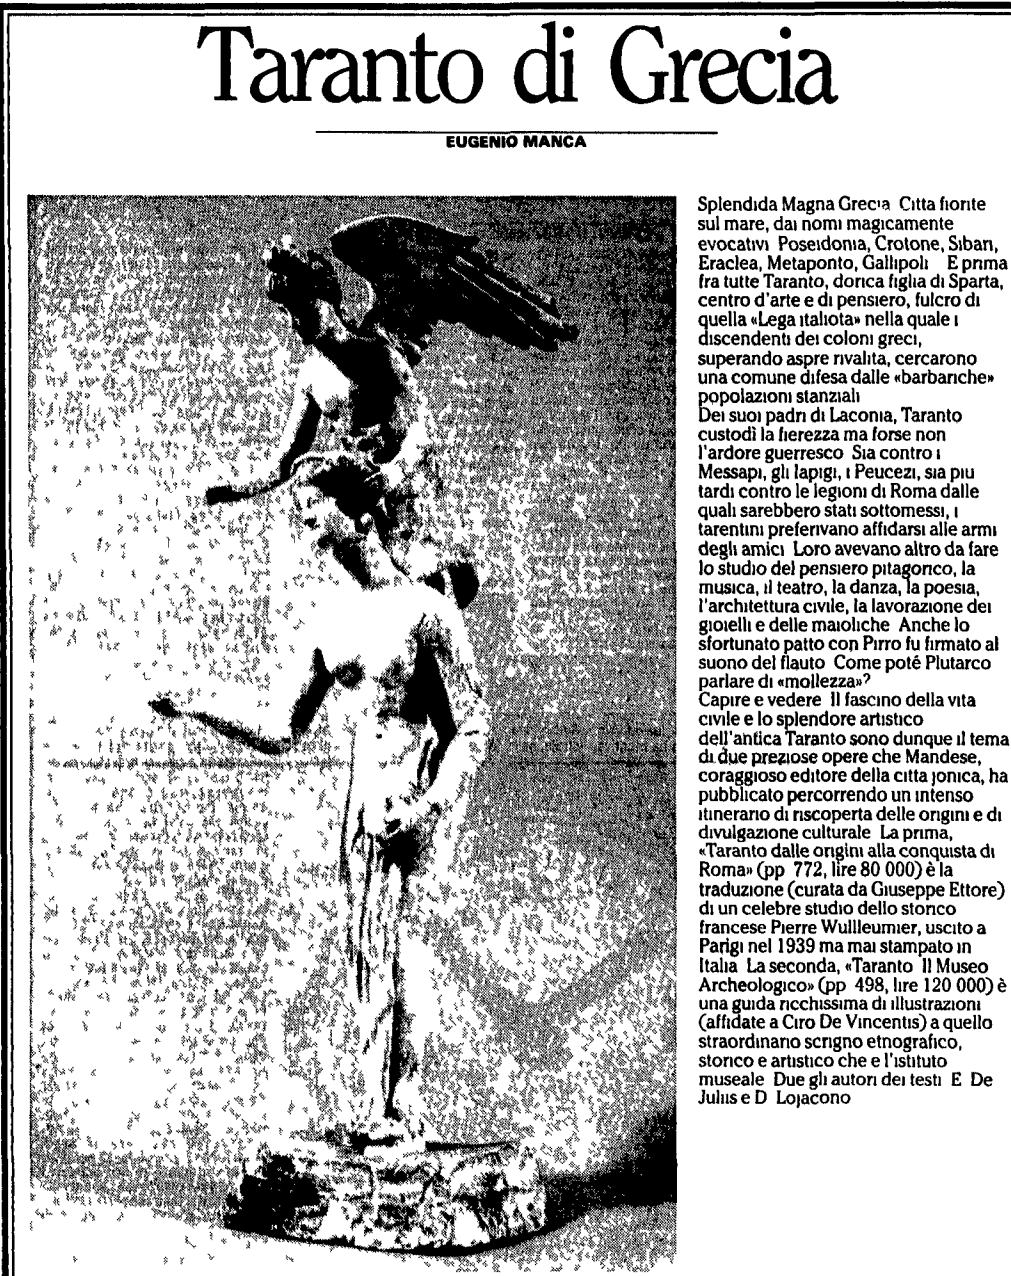 Taranto di Grecia
EUGENIO MANCA
Splendida Magna Grecia Citta fiorite
sul mare, dai nomi magicamente
evocativi Poseidonia, Crotone, Sibari,
Eraclea, Metaponto, Gallipoli E prima
fra tutte Taranto, dorica figlia di Sparta,
centro d'arte e di pensiero, fulcro di
quella «Lega italiota» nella quale i
discendenti dei coloni greci,
superando aspre rivalita, cercarono
una comune difesa dalle «barbariche»
popolazioni stanziali
Dei suoi padri di Laconia, Taranto
custodì la fierezza ma forse non
l'ardore guerresco Sia contro i
Messapi, gli Iapigi, i Peucezi, sia piu
tardi contro le legioni di Roma dalle
quali sarebbero stati sottomessi, i
tarentini preferivano affidarsi alle armi
degli amici Loro avevano altro da fare
lo studio del pensiero pitagorico, la
musica, il teatro, la danza, la poesia,
l'architettura civile, la lavorazione dei
gioielli e delle maioliche Anche lo
sfortunato patto con Pirro fu firmato al
suono del flauto Come poté Plutarco
parlare di «mollezza»?
Capire e vedere Il fascino della vita
civile e lo splendore artistico
dell'antica Taranto sono dunque il tema
di due preziose opere che Mandese,
coraggioso editore della citta jonica, ha
pubblicato percorrendo un intenso
itinerario di riscoperta delle origini e di
divulgazione culturale La prima,
«Taranto dalle origini alla conquista di
Roma» (pp 772, lire 80 000) è la
traduzione (curata da Giuseppe Ettore)
di un celebre studio dello storico
francese Pierre Wuilleumier, uscito a
Parigi nel 1939 ma mai stampato in
Italia La seconda, «Taranto Il Museo
Archeologico» (pp 498, lire 120 000) è
una guida ricchissima di illustrazioni
(affidate a Ciro De Vincentis) a quello
straordinario scrigno etnografico,
storico e artistico che e l'istituto
museale Due gli autori dei testi E De
Juliis e D Lojacono